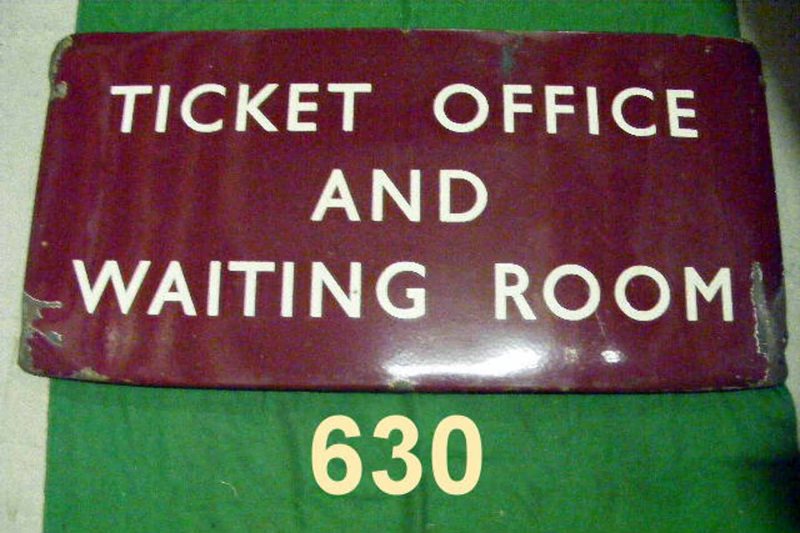 TICKET OFFICE
AND
WAITING ROOM
630